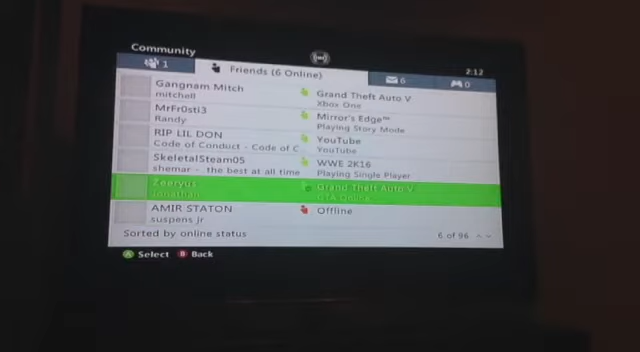 Community
2:12
1
Friends (6 Online)
6
0
Gangnam Mitch
mitchell
Grand Theft Auto V
Xbox One
MrFr0sti3
Randy
Mirror's Edge™
Playing Story Mode
RIP LIL DON
Code of Conduct - Code of C...
YouTube
YouTube
SkeletalSteam05
shemar - ..the best at all time
WWE 2K16
Playing Single Player
Zeeryus
Jonathan
Grand Theft Auto V
GTA Online
AMIR STATON
suspens jr
Offline
Sorted by online status
6 of 96
A Select B Back